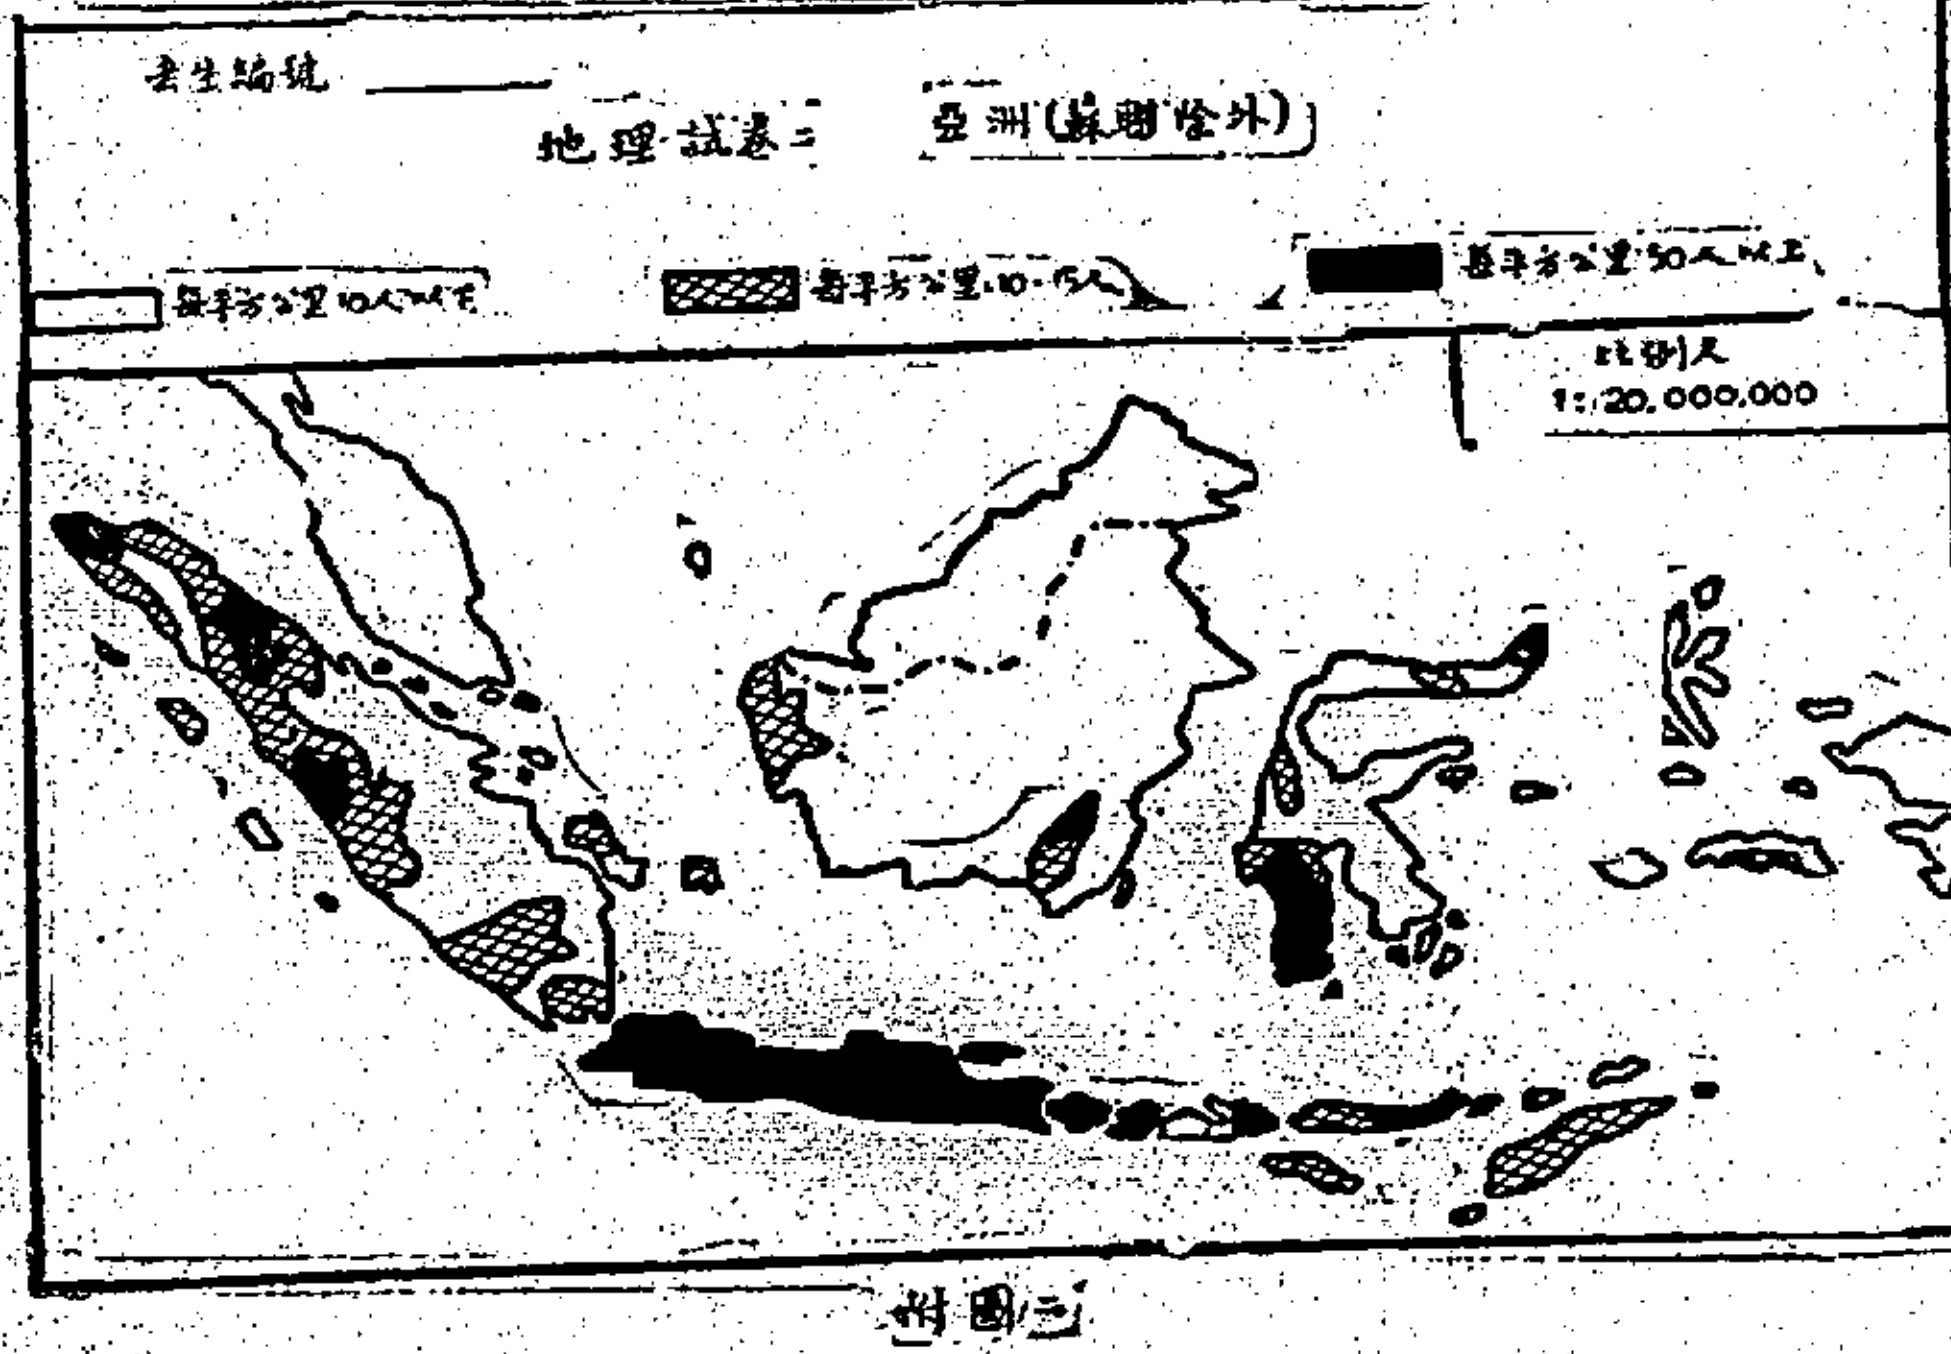 考生編號
地理試卷二 亞洲(蘇聯除外)
每平方公里10人以下
每平方公里10-15人
每平方公里50人以上
比例尺
1:20,000,000
圖三